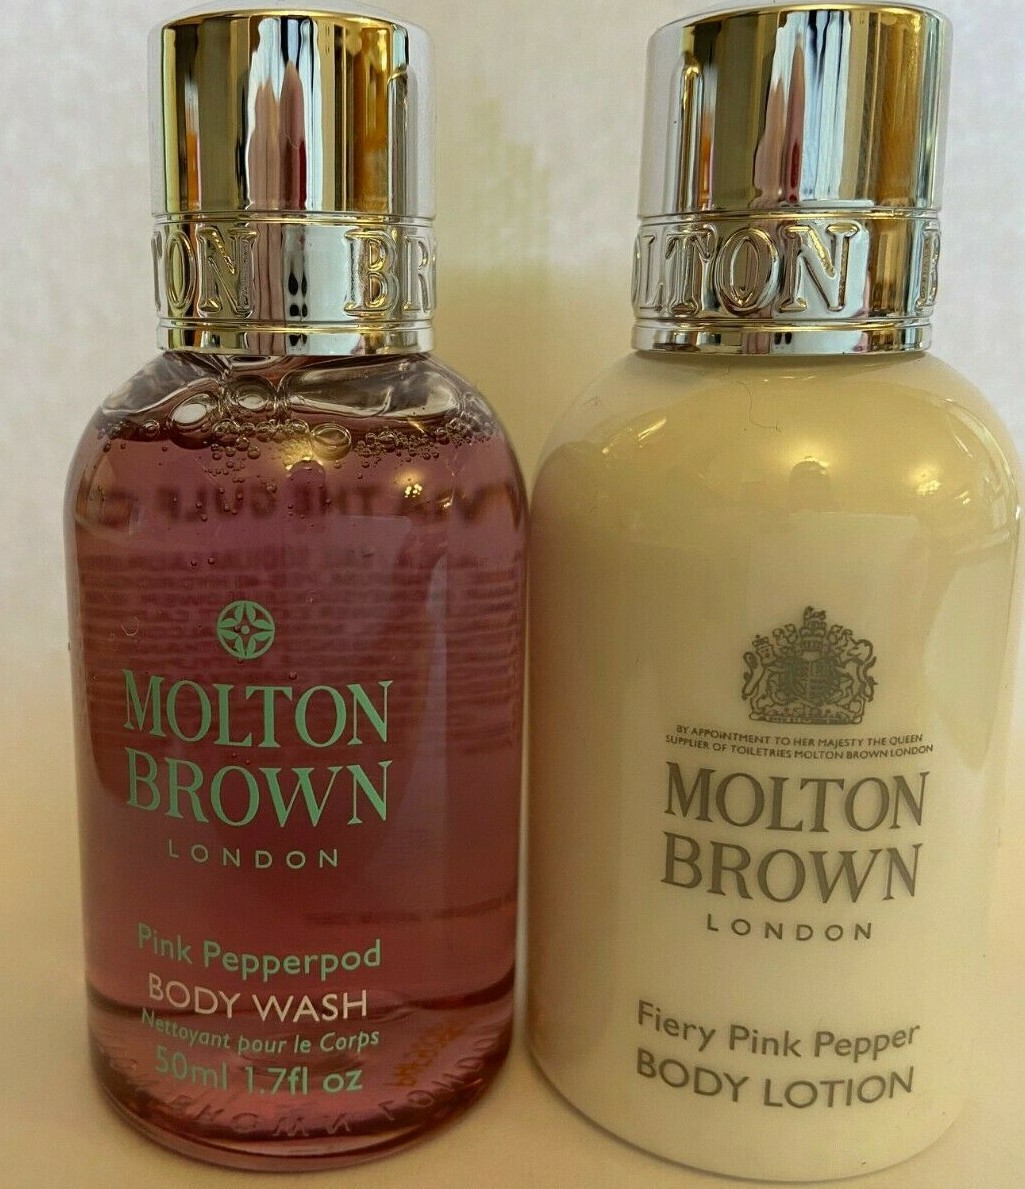 TON BR
OLTON B
MOLTON
BROWN
LONDON
Pink Pepperpod
BODY WASH
Nettoyant pour le Corps
50ml 1.7fl oz
BY APPOINTMENT TO HER MAJESTY THE QUEEN
SUPPLIER OF TOILETRIES MOLTON BROWN LONDON
MOLTON
BROWN
LONDON
Fiery Pink Pepper
BODY LOTION